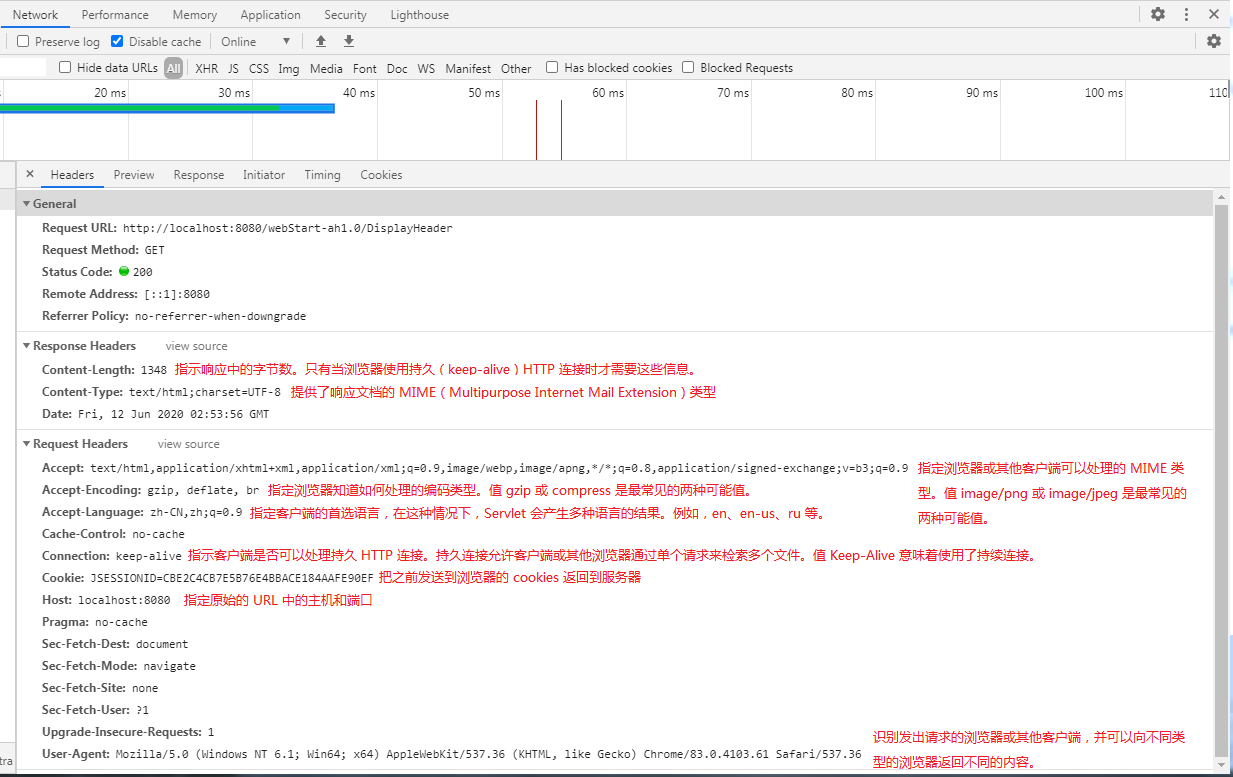 Network Performance Memory Application Security Lighthouse
Preserve log Disable cache Online
Hide data URLs All XHR JS CSS Img Media Font Doc WS Manifest Other Has blocked cookies Blocked Requests
20 ms 30 ms 40 ms 50 ms 60 ms 70 ms 80 ms 90 ms 100 ms 110
Headers Preview Response Initiator Timing Cookies
General
Request URL: http://localhost:8080/webStart-ah1.0/DisplayHeader
Request Method: GET
Status Code: 200
Remote Address: [::1]:8080
Referrer Policy: no-referrer-when-downgrade
Response Headers view source
Content-Length: 1348 指示响应中的字节数。只有当浏览器使用持久（keep-alive）HTTP 连接时才需要这些信息。
Content-Type: text/html;charset=UTF-8 提供了响应文档的 MIME（Multipurpose Internet Mail Extension）类型
Date: Fri, 12 Jun 2020 02:53:56 GMT
Request Headers view source
Accept: text/html,application/xhtml+xml,application/xml;q=0.9,image/webp,image/apng,*/*;q=0.8,application/signed-exchange;v=b3;q=0.9 指定浏览器或其他客户端可以处理的 MIME 类
型。值 image/png 或 image/jpeg 是最常见的
两种可能值。
Accept-Encoding: gzip, deflate, br 指定浏览器知道如何处理的编码类型。值 gzip 或 compress 是最常见的两种可能值。
Accept-Language: zh-CN,zh;q=0.9 指定客户端的首选语言，在这种情况下，Servlet 会产生多种语言的结果。例如，en、en-us、ru 等。
Cache-Control: no-cache
Connection: keep-alive 指示客户端是否可以处理持久 HTTP 连接。持久连接允许客户端或其他浏览器通过单个请求来检索多个文件。值 Keep-Alive 意味着使用了持续连接。
Cookie: JSESSIONID=CBE2C4CB7E5B76E4BBACE184AAFE90EF 把之前发送到浏览器的 cookies 返回到服务器
Host: localhost:8080 指定原始的 URL 中的主机和端口
Pragma: no-cache
Sec-Fetch-Dest: document
Sec-Fetch-Mode: navigate
Sec-Fetch-Site: none
Sec-Fetch-User: ?1
Upgrade-Insecure-Requests: 1
User-Agent: Mozilla/5.0 (Windows NT 6.1; Win64; x64) AppleWebKit/537.36 (KHTML, like Gecko) Chrome/83.0.4103.61 Safari/537.36
识别发出请求的浏览器或其他客户端，并可以向不同类
型的浏览器返回不同的内容。